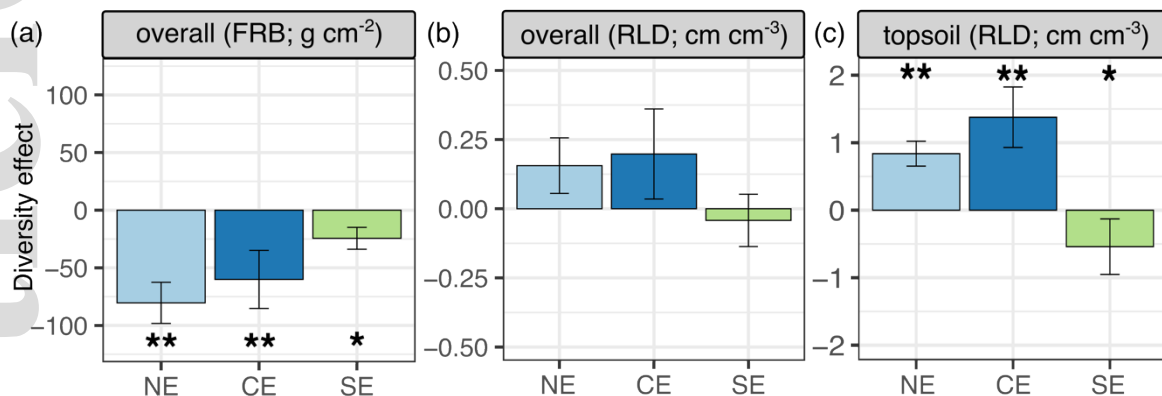 (a)
overall (FRB; g cm-2)
Diversity effect
100
50
0
−50
−100
**
**
*
NE
CE
SE
(b)
overall (RLD; cm cm-3)
0.50
0.25
0.00
−0.25
−0.50
NE
CE
SE
(c)
topsoil (RLD; cm cm-3)
**
**
*
2
1
0
−1
−2
NE
CE
SE